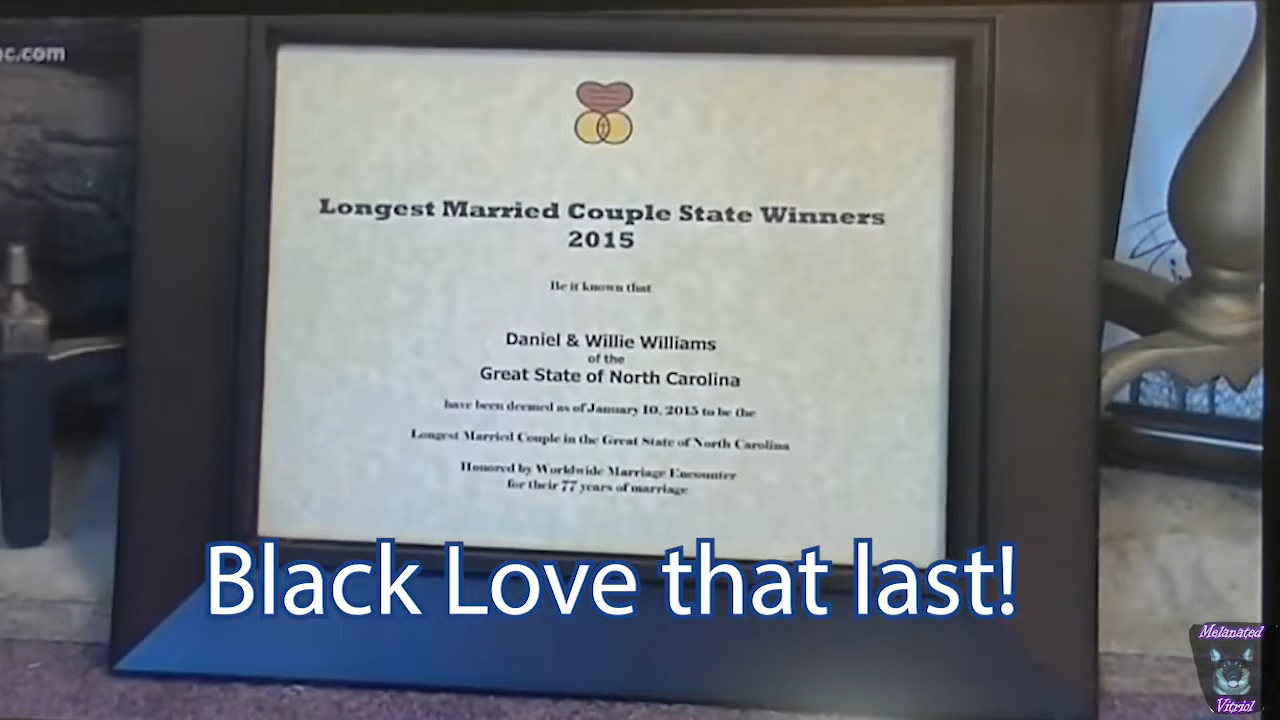 c.com
Longest Married Couple State Winners
2015
Be it known that
Daniel & Willie Williams
of the
Great State of North Carolina
have been deemed as of January 10, 2015 to be the
Longest Married Couple in the Great State of North Carolina
Honored by Worldwide Marriage Encounter
for their 77 years of marriage
Black Love that last!
Melanated
Vitriol